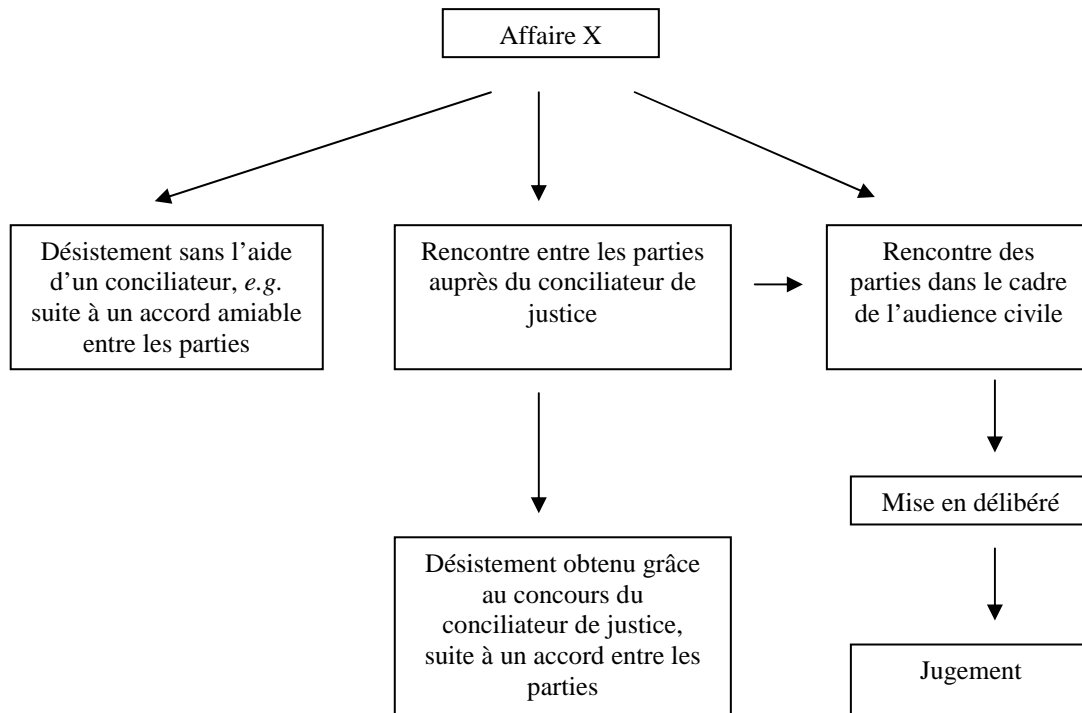 Affaire X
Désistement sans l’aide
d’un conciliateur, e.g.
suite à un accord amiable
entre les parties
Rencontre entre les parties
auprès du conciliateur de
justice
Rencontre des
parties dans le cadre
de l’audience civile
Mise en délibéré
Désistement obtenu grâce
au concours du
conciliateur de justice,
suite à un accord entre les
parties
Jugement